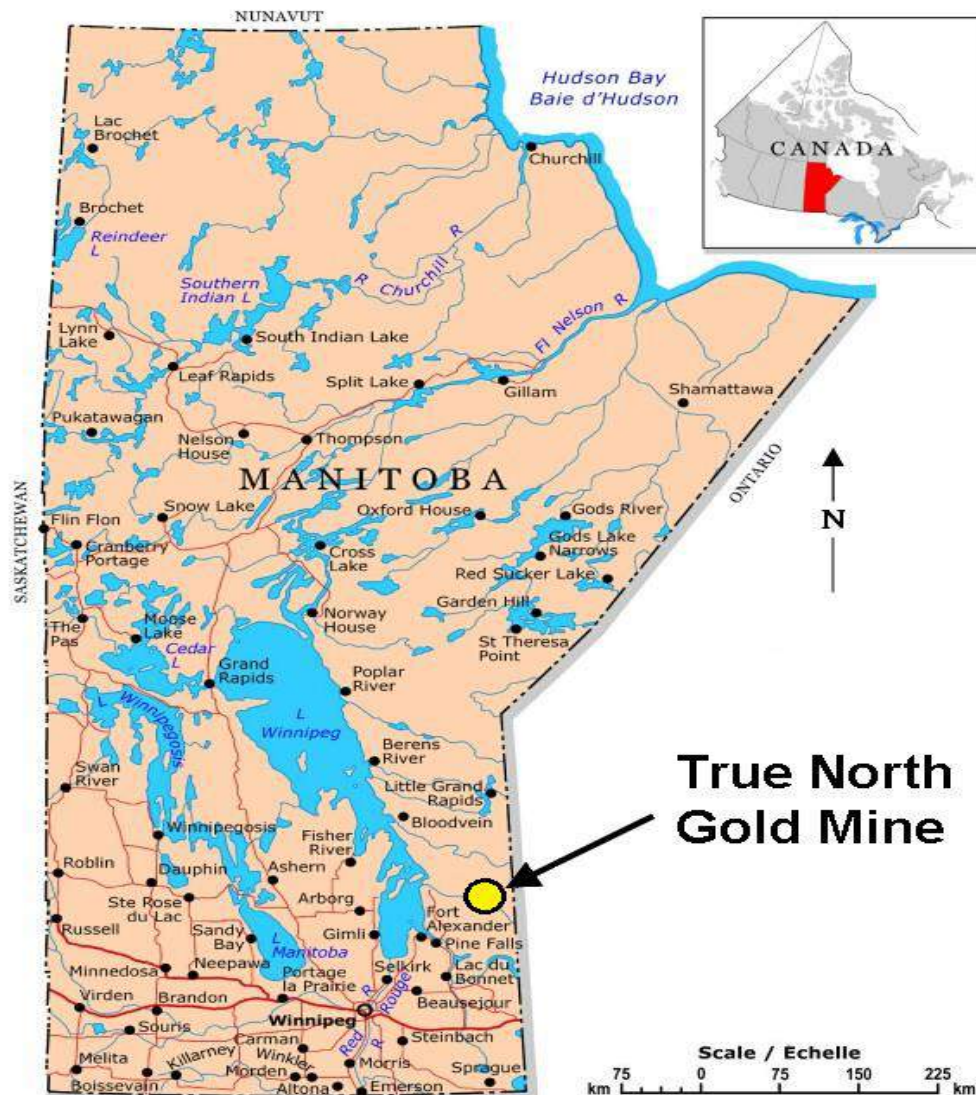 NUNAVUT
Hudson Bay
Baie d'Hudson
CANADA
Lac
Brochet
Churchill
Brochet
Reindeer
L
R Churchill R
Southern
Indian L
Fl Nelson R
Lynn
Lake
South Indian Lake
Leaf Rapids
Split Lake
Gillam
Shamattawa
Pukatawagan
Nelson
House
Thompson
MANITOBA
ONTARIO
N
SASKATCHEWAN
Snow Lake
Oxford House
Gods River
Flin Flon
Cranberry
Portage
Cross
Lake
Gods Lake
Narrows
Red Sucker Lake
Garden Hill
Norway
House
The
Pas
Moose
Lake
St Theresa
Point
Cedar
L
Grand
Rapids
Poplar
River
L Winnipegosis
L
Winnipeg
Berens
River
Swan
River
Little Grand
Rapids
True North
Gold Mine
Bloodvein
Winnipegosis
Fisher
River
Roblin
Dauphin
Ashern
Ste Rose
du Lac
Arborg
Fort
Alexander
Russell
Sandy
Bay
L
Manitoba
Gimli
Pine Falls
Minnedosa
Neepawa
Portage
la Prairie
Selkirk
Lac du
Bonnet
Virden
Brandon
Beausejour
Winnipeg
Red R
Rouge R
Souris
Carman
Steinbach
Melita
Killarney
Winkler
Morris
Sprague
Boissevain
Morden
Altona
Emerson
Scale / Échelle
km 75 0 75 150 225 km